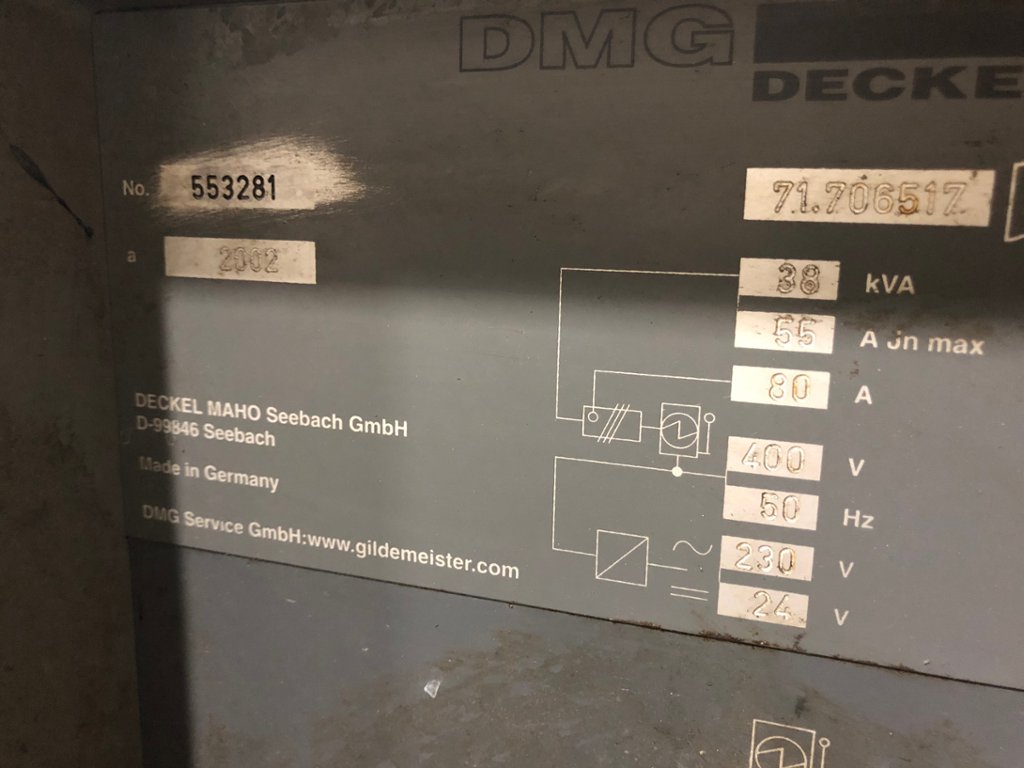 DMG
DECKE
No. 553281
71.706517
a 2002
38 kVA
55 A in max
80 A
400 V
50 Hz
230 V
24 V
DECKEL MAHO Seebach GmbH
D-99846 Seebach
Made in Germany
DMG Service GmbH:www.gildemeister.com